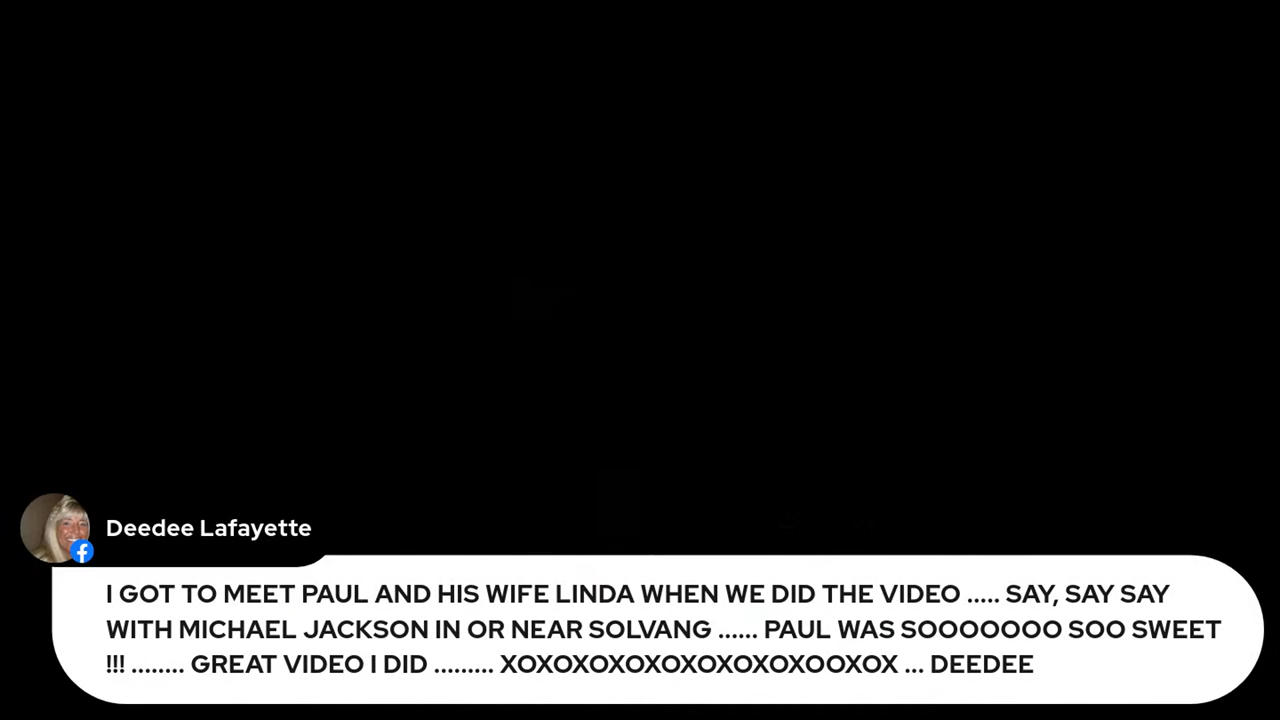 Deedee Lafayette
I GOT TO MEET PAUL AND HIS WIFE LINDA WHEN WE DID THE VIDEO ..... SAY, SAY SAY
WITH MICHAEL JACKSON IN OR NEAR SOLVANG ...... PAUL WAS SOOOOOOO SOO SWEET
!!! ........ GREAT VIDEO I DID ......... XOXOXOXOXOXOXOXOXOOXOX ... DEEDEE